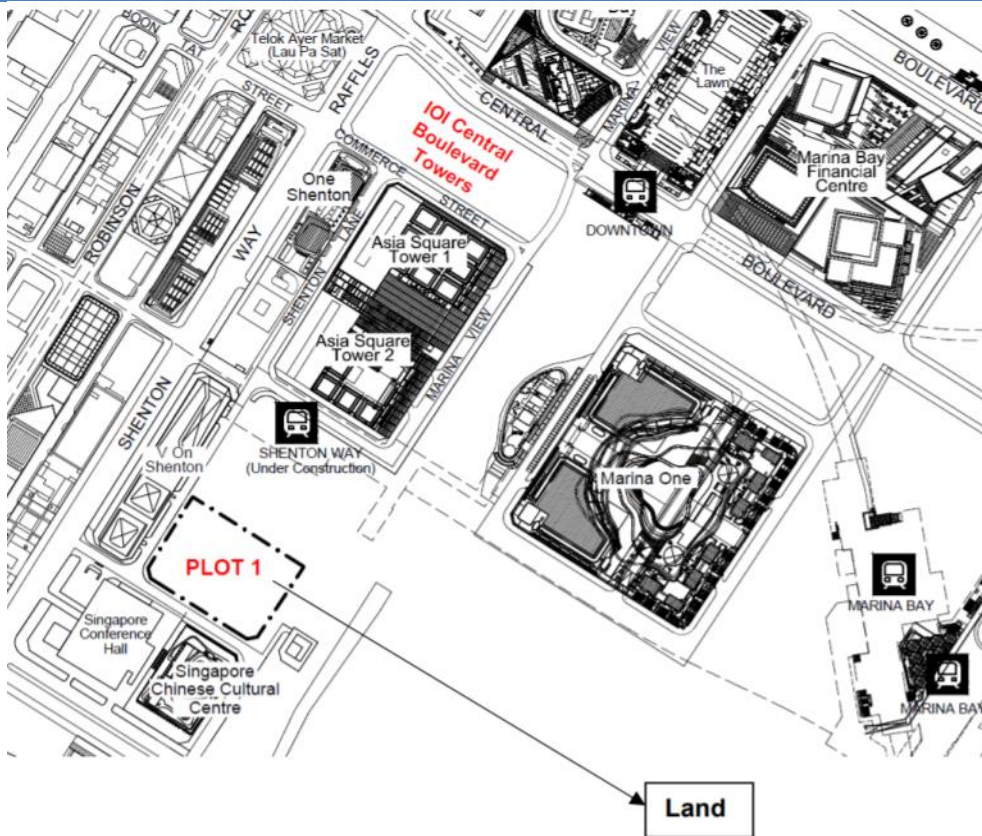 BOON
TAT
STREET
RO
Telok Ayer Market
(Lau Pa Sat)
RAFFLES
CENTRAL
IOI Central
Boulevard
Towers
MARINA
VIEW
The
Lawn
BOULEVARD
Marina Bay
Financial
Centre
DOWNTOWN
BOULEVARD
COMMERCE
STREET
One
Shenton
LANE
SHENTON
ROBINSON
WAY
Asia Square
Tower 1
Asia Square
Tower 2
MARINA
VIEW
SHENTON
SHENTON WAY
(Under Construction)
V On
Shenton
Marina One
PLOT 1
MARINA BAY
Singapore
Conference
Hall
Singapore
Chinese Cultural
Centre
MARINA BAY
Land